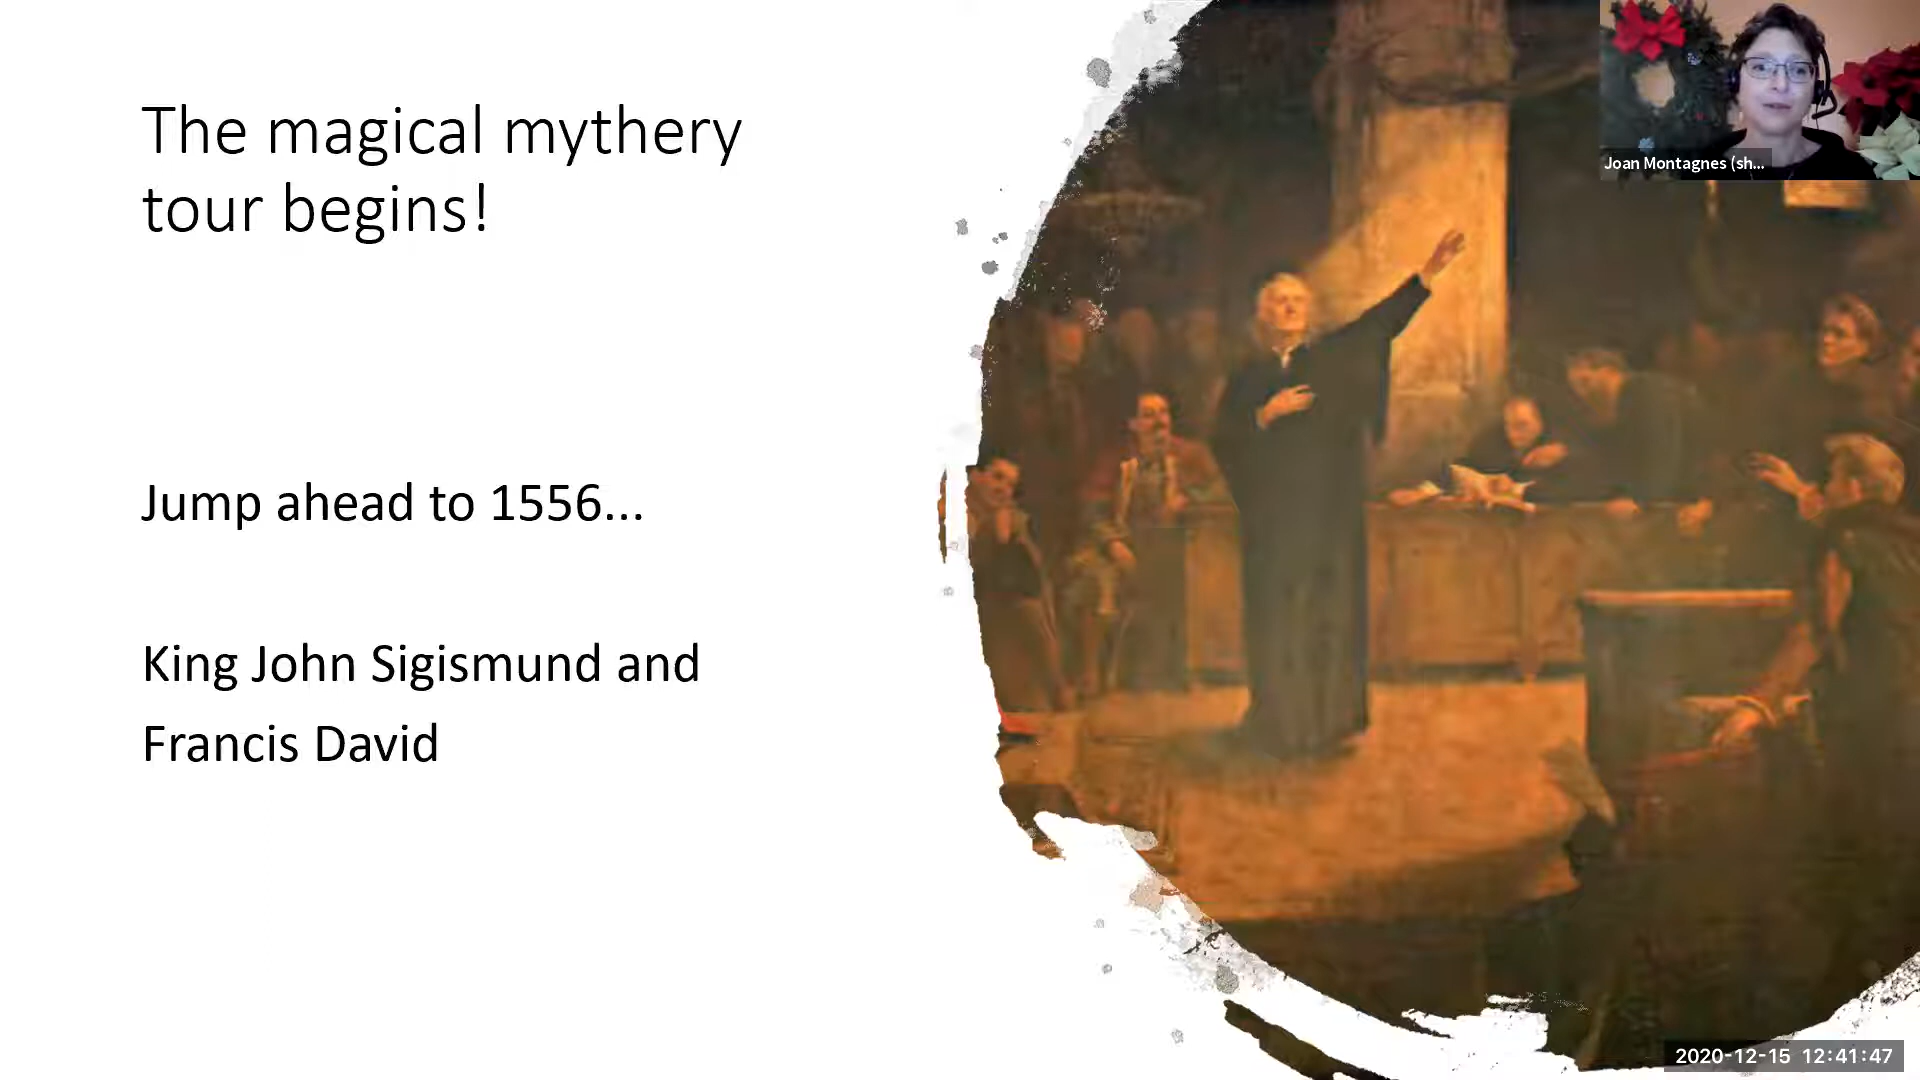 The magical mythery
tour begins!
Jump ahead to 1556...
King John Sigismund and
Francis David
Joan Montagnes (sh...
2020-12-15 12:41:47